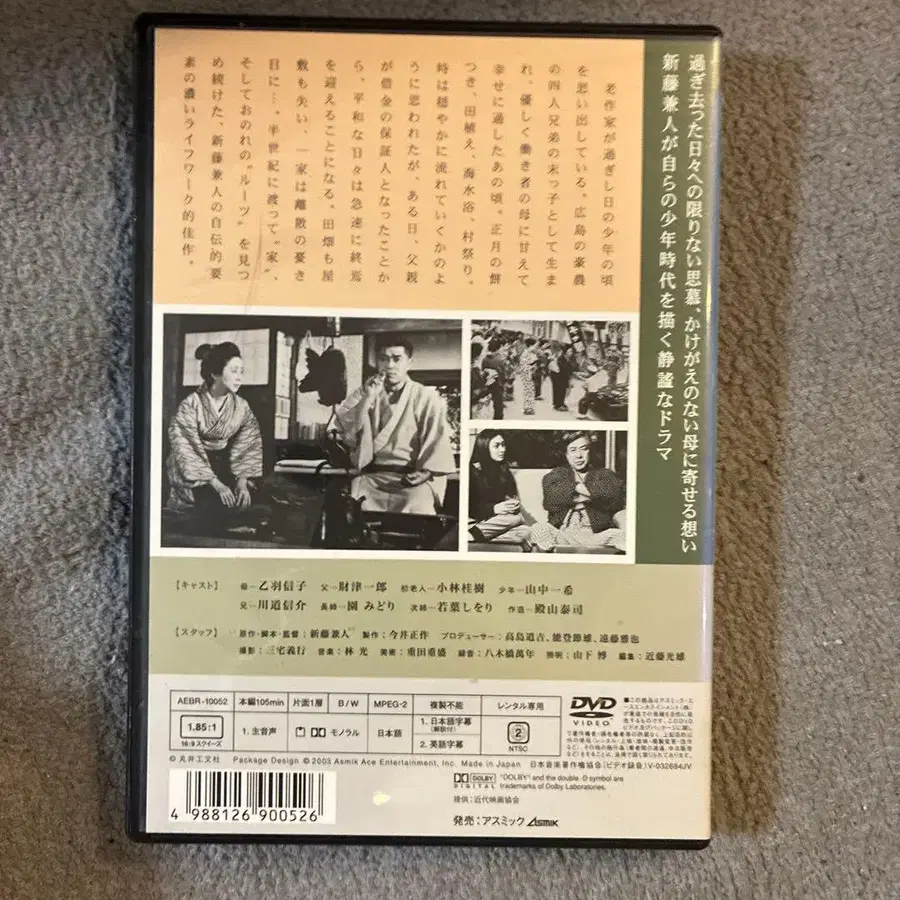 過ぎ去った日々への限りない思慕、かけがえのない母に寄せる想い
新藤兼人が自らの少年時代を描く静謐なドラマ
老作家が過ぎし日の少年の頃
を思い出している。広島の豪農
の四人兄弟の末っ子として生ま
れ、優しく働き者の母に甘えて
幸せに過したあの頃。正月の餅
つき、田植え、海水浴、村祭り。
時は穏やかに流れていくかのよ
うに思われたが、ある日、父親
が借金の保証人となったことか
ら、平和な日々は急速に終焉
を迎えることになる。田畑も屋
敷も失い、一家は離散の憂き
目に…。半世紀に渡って“家”、
そしておのれの“ルーツ”を見つ
め続けた、新藤兼人の自伝的要
素の濃いライフワーク的佳作。
【キャスト】 母―乙羽信子 父―財津一郎 初老人―小林桂樹 少年―山中一希
兄―川道信介 長姉―園 みどり 次姉―若葉しをり 作造―殿山泰司
【スタッフ】 原作・脚本・監督：新藤兼人 製作：今井正作 プロデューサー：高島道吉、能登節雄、遠藤雅也
撮影：三宅義行 音楽：林 光 美術：重田重盛 録音：八木橋萬年 照明：山下 博 編集：近藤光雄
AEBR-10052 本編105min 片面1層 B/W MPEG-2 複製不能 レンタル専用
1.85:1
16:9スクイーズ
1. 主音声 モノラル 日本語
1. 日本語字幕
(解説付)
2. 英語字幕
2
NTSC
DVD
VIDEO
© 丸井工文社 Package Design © 2003 Asmik Ace Entertainment, Inc. Made in Japan 日本音楽著作権協会(ビデオ録音)V-032684JV
DOLBY
DIGITAL
"DOLBY" and the double-D symbol are
trademarks of Dolby Laboratories.
提供：近代映画協会
発売：アスミック ASMIK
4 988126 900526